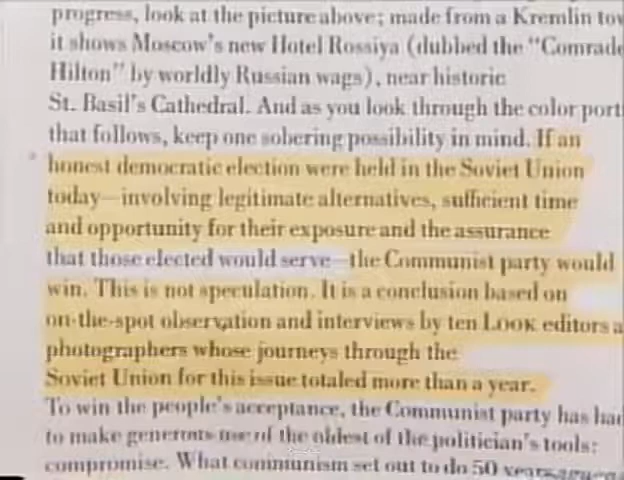 progress, look at the picture above; made from a Kremlin
it shows Moscow's new Hotel Rossiya (dubbed the "Comrade
Hilton" by worldly Russian wags), near historic
St. Basil's Cathedral. And as you look through the color
that follows, keep one sobering possibility in mind. If an
honest democratic election were held in the Soviet Union
today—involving legitimate alternatives, sufficient time
and opportunity for their exposure and the assurance
that those elected would serve—the Communist party would
win. This is not speculation. It is a conclusion based on
on-the-spot observation and interviews by ten LOOK editors
photographers whose journeys through the
Soviet Union for this issue totaled more than a year.
To win the people's acceptance, the Communist party has had
to make generous use of the oldest of the politician's tools:
compromise. What communism set out to do 50 years